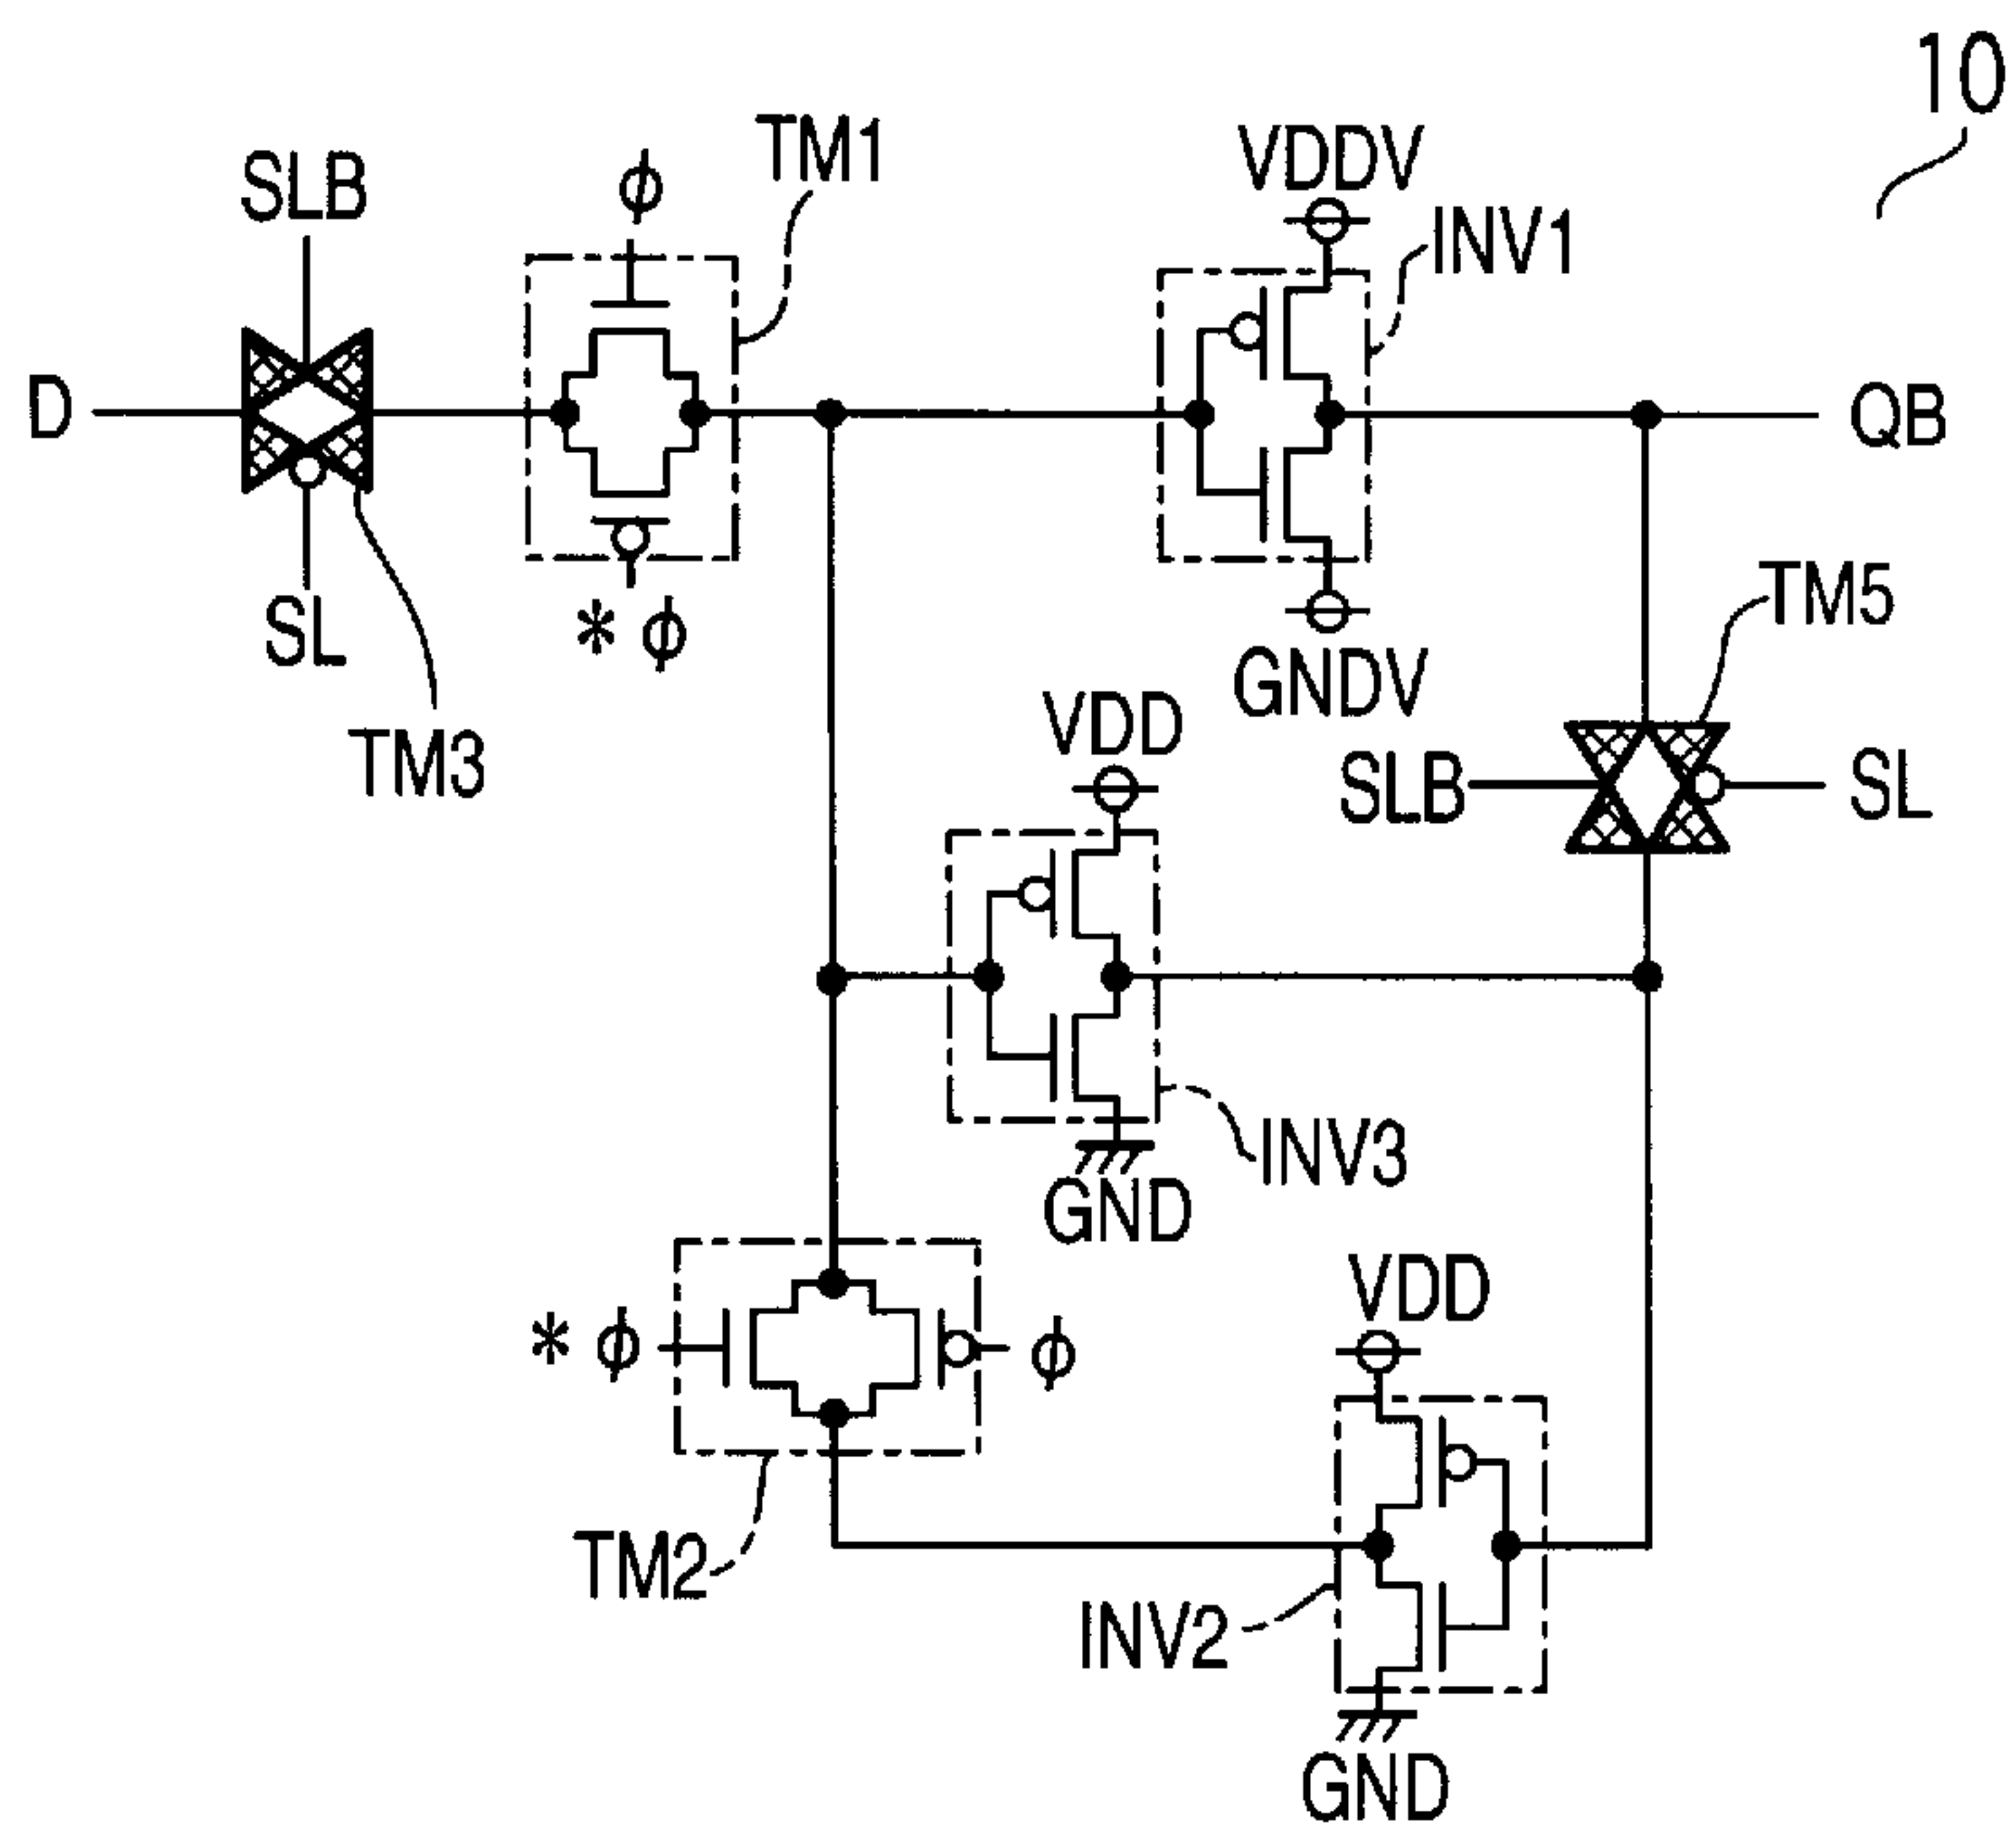 10
TM1
VDDV
SLB
ϕ
INV1
D
QB
SL
* ϕ
TM5
GNDV
VDD
TM3
SLB
SL
INV3
GND
VDD
* ϕ
ϕ
TM2
INV2
GND